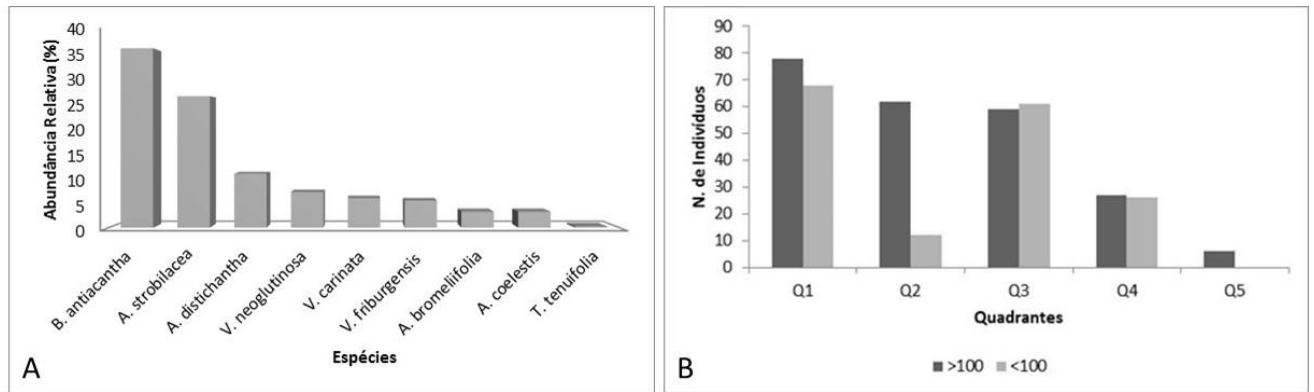 Abundância Relativa (%)
40
35
30
25
20
15
10
5
0
B. antiacantha
A. strobilacea
A. distichantha
V. neoglutinosa
V. carinata
V. friburgensis
A. bromeliifolia
A. coelestis
T. tenuifolia
Espécies
A
N. de Indivíduos
90
80
70
60
50
40
30
20
10
0
Q1 Q2 Q3 Q4 Q5
Quadrantes
>100 <100
B